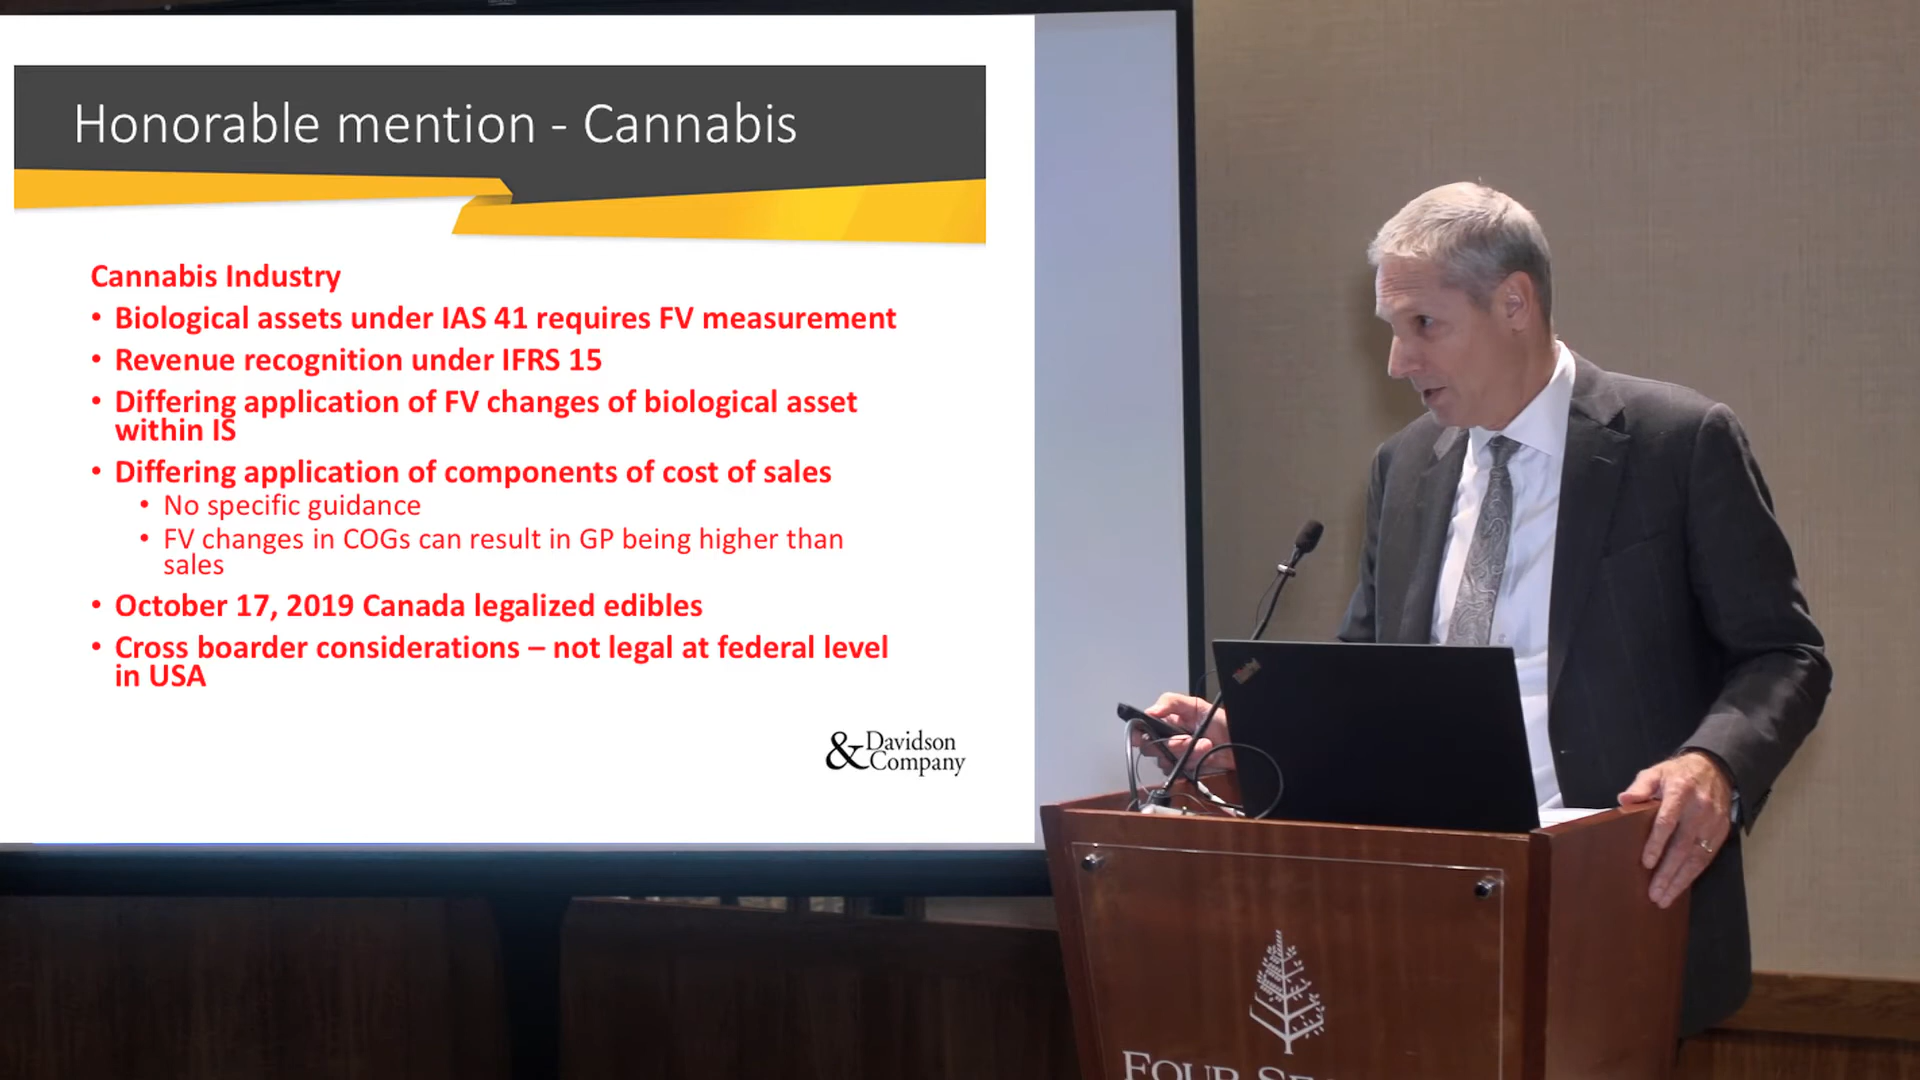 Honorable mention - Cannabis
Cannabis Industry
• Biological assets under IAS 41 requires FV measurement
• Revenue recognition under IFRS 15
• Differing application of FV changes of biological asset
within IS
• Differing application of components of cost of sales
• No specific guidance
• FV changes in COGs can result in GP being higher than
sales
• October 17, 2019 Canada legalized edibles
• Cross boarder considerations – not legal at federal level
in USA
& Davidson
Company
ThinkPad
FOUR SE